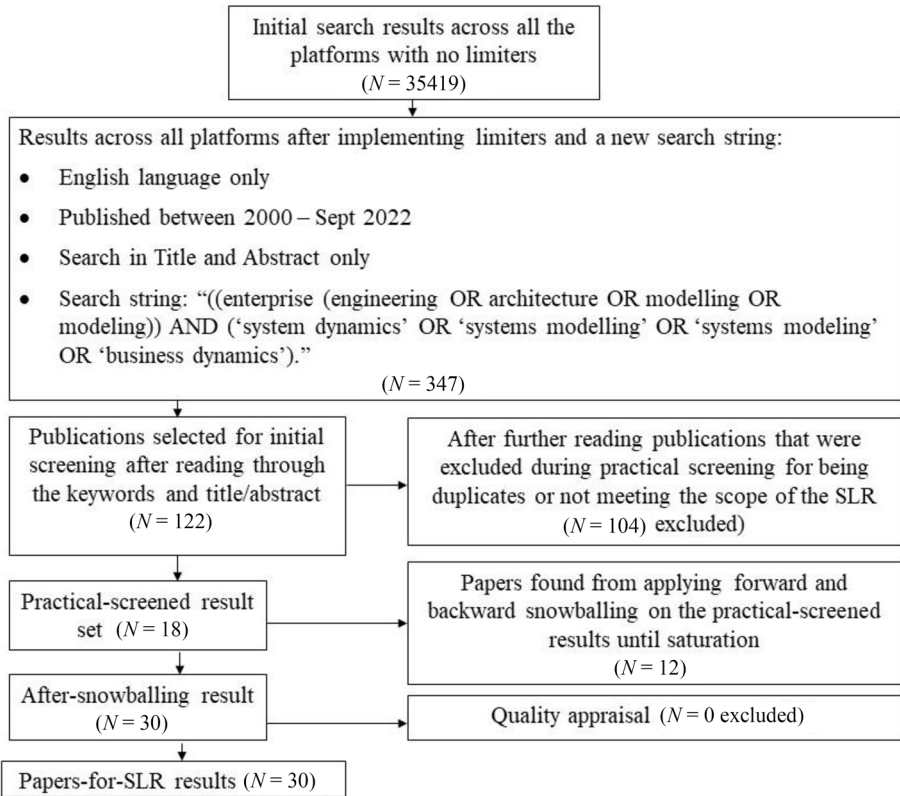 Initial search results across all the
platforms with no limiters
(N = 35419)
Results across all platforms after implementing limiters and a new search string:
• English language only
• Published between 2000 – Sept 2022
• Search in Title and Abstract only
• Search string: “((enterprise (engineering OR architecture OR modelling OR
modeling)) AND (‘system dynamics’ OR ‘systems modelling’ OR ‘systems modeling’
OR ‘business dynamics’).”
(N = 347)
Publications selected for initial
screening after reading through
the keywords and title/abstract
(N = 122)
After further reading publications that were
excluded during practical screening for being
duplicates or not meeting the scope of the SLR
(N = 104) excluded)
Practical-screened result
set (N = 18)
Papers found from applying forward and
backward snowballing on the practical-screened
results until saturation
(N = 12)
After-snowballing result
(N = 30)
Quality appraisal (N = 0 excluded)
Papers-for-SLR results (N = 30)